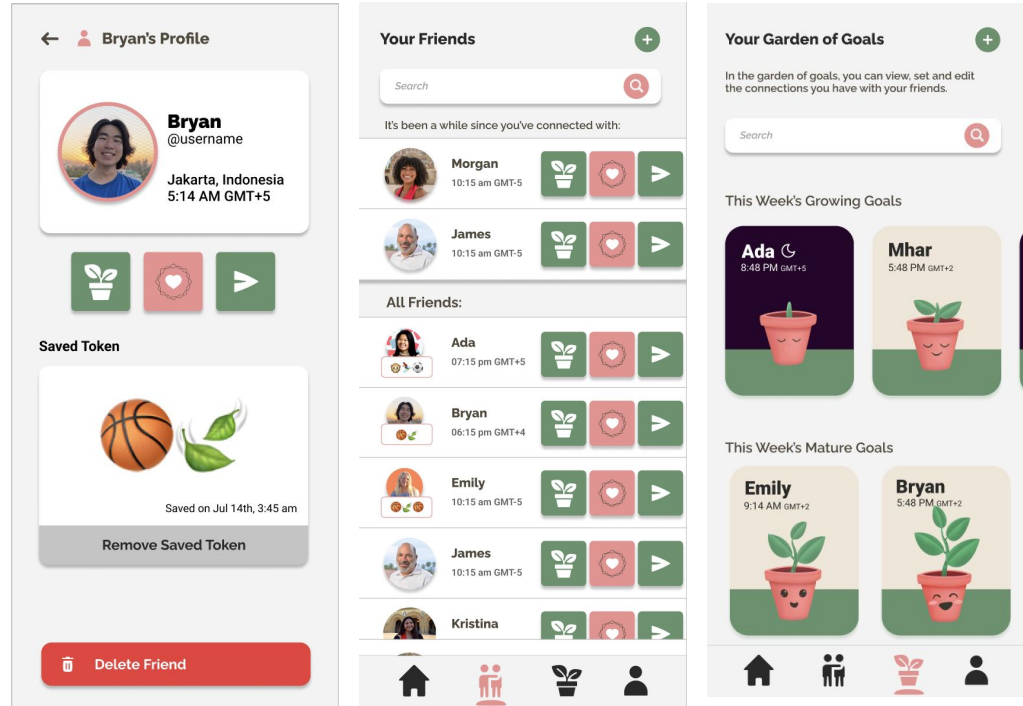 Bryan's Profile
Bryan
@username
Jakarta, Indonesia
5:14 AM GMT+5
Saved Token
Saved on Jul 14th, 3:45 am
Remove Saved Token
Delete Friend
Your Friends
Search
It's been a while since you've connected with:
Morgan
10:15 am GMT-5
James
10:15 am GMT-5
All Friends:
Ada
07:15 pm GMT+5
Bryan
06:15 pm GMT+4
Emily
10:15 am GMT-5
James
10:15 am GMT-5
Kristina
Your Garden of Goals
In the garden of goals, you can view, set and edit
the connections you have with your friends.
Search
This Week's Growing Goals
Ada
8:48 PM GMT+5
Mhar
5:48 PM GMT+2
This Week's Mature Goals
Emily
9:14 AM GMT+2
Bryan
5:48 PM GMT+2